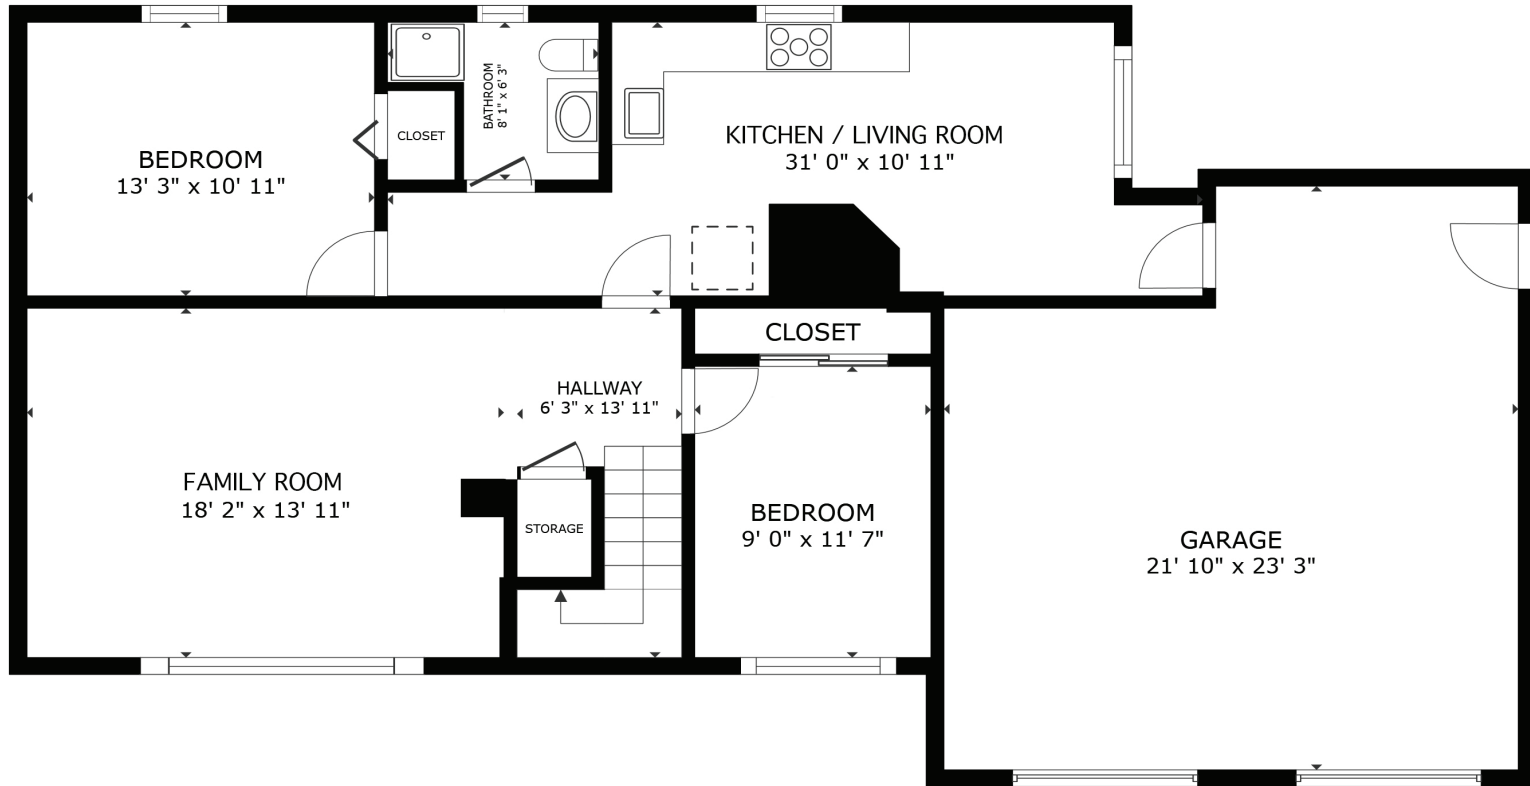 BEDROOM
13' 3" x 10' 11"
CLOSET
BATHROOM
8' 1" x 6' 3"
KITCHEN / LIVING ROOM
31' 0" x 10' 11"
CLOSET
HALLWAY
6' 3" x 13' 11"
FAMILY ROOM
18' 2" x 13' 11"
STORAGE
BEDROOM
9' 0" x 11' 7"
GARAGE
21' 10" x 23' 3"